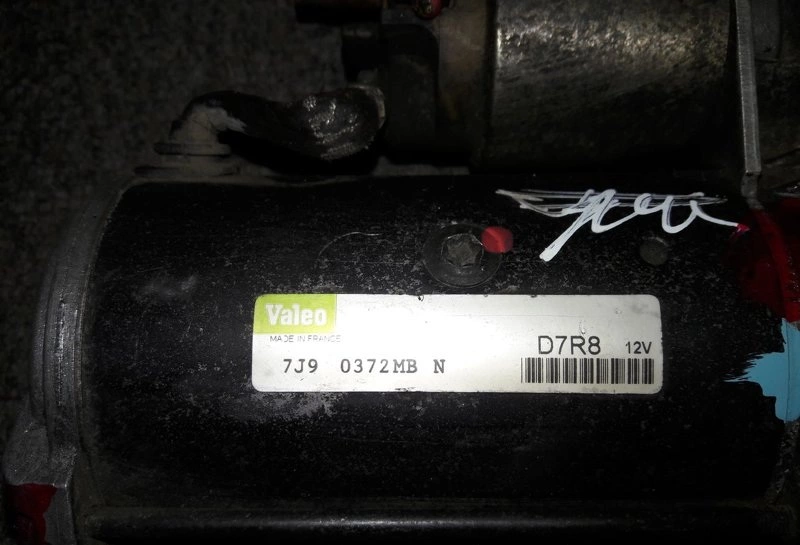 Valeo
MADE IN FRANCE
7J9 0372MB N
D7R8 12V